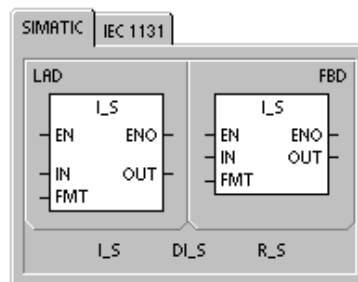 SIMATIC IEC 1131
LAD FBD
I_S I_S
EN ENO EN ENO
IN OUT IN OUT
FMT FMT
I_S DI_S R_S